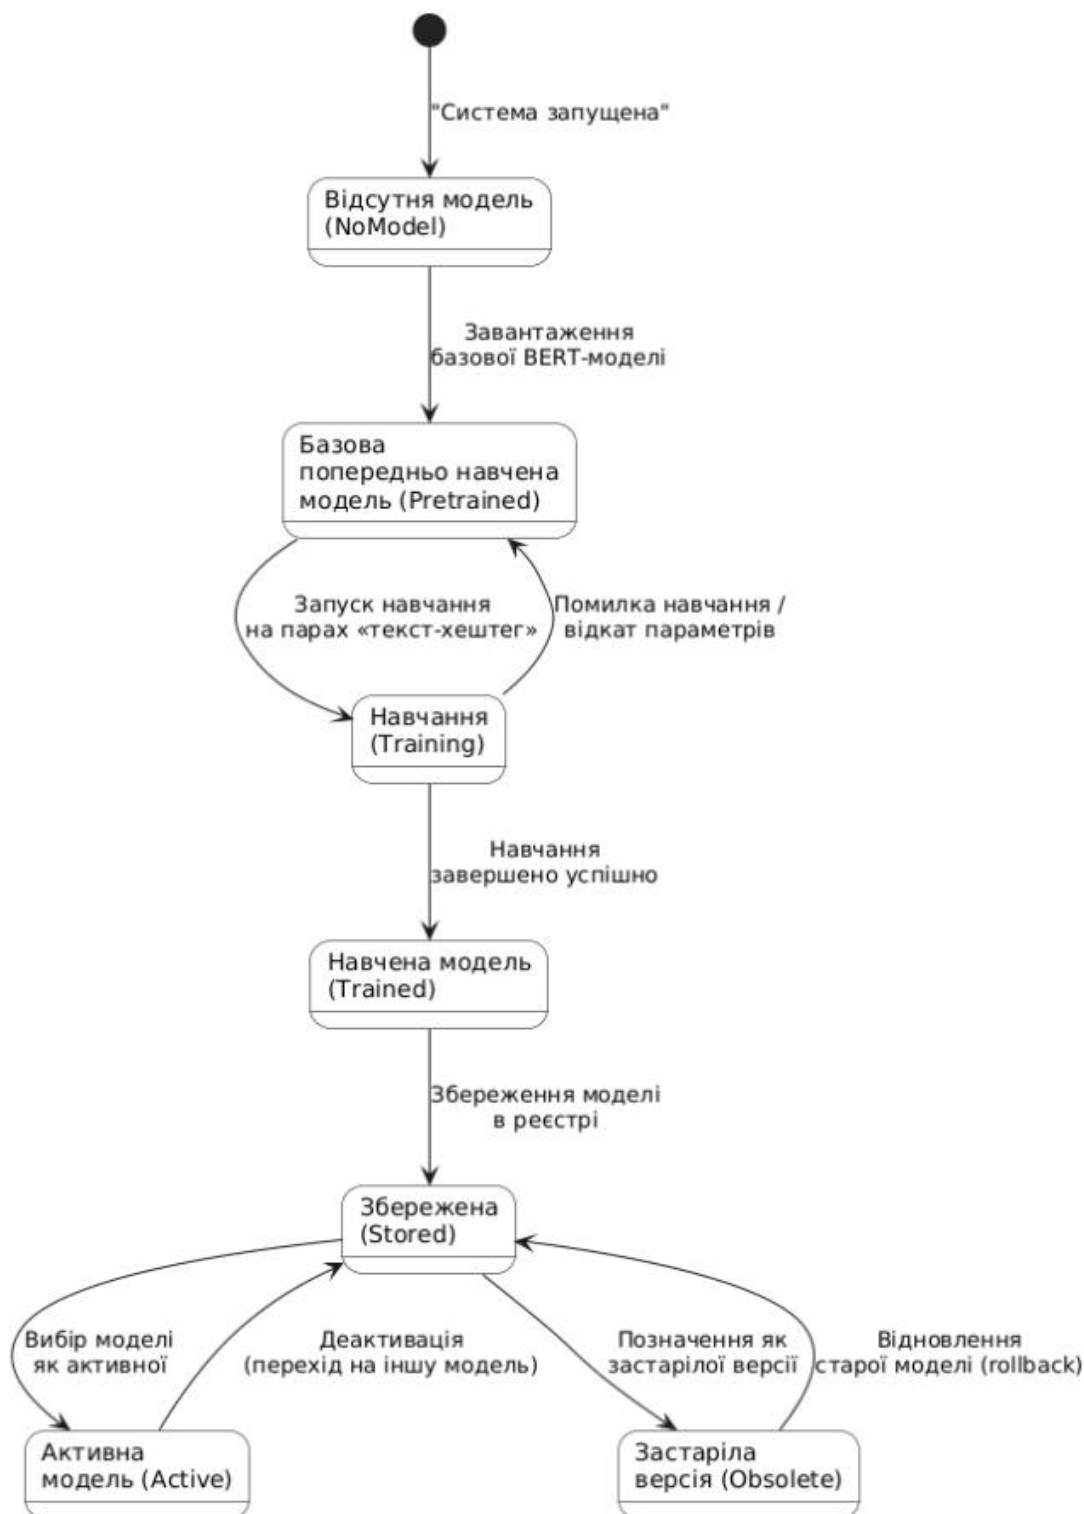 "Система запущена"
Відсутня модель
(NoModel)
Завантаження
базової BERT-моделі
Базова
попередньо навчена
модель (Pretrained)
Запуск навчання
на парах «текст-хештег»
Помилка навчання /
відкат параметрів
Навчання
(Training)
Навчання
завершено успішно
Навчена модель
(Trained)
Збереження моделі
в реєстрі
Збережена
(Stored)
Вибір моделі
як активної
Деактивація
(перехід на іншу модель)
Позначення як
застарілої версії
Відновлення
старої моделі (rollback)
Активна
модель (Active)
Застаріла
версія (Obsolete)